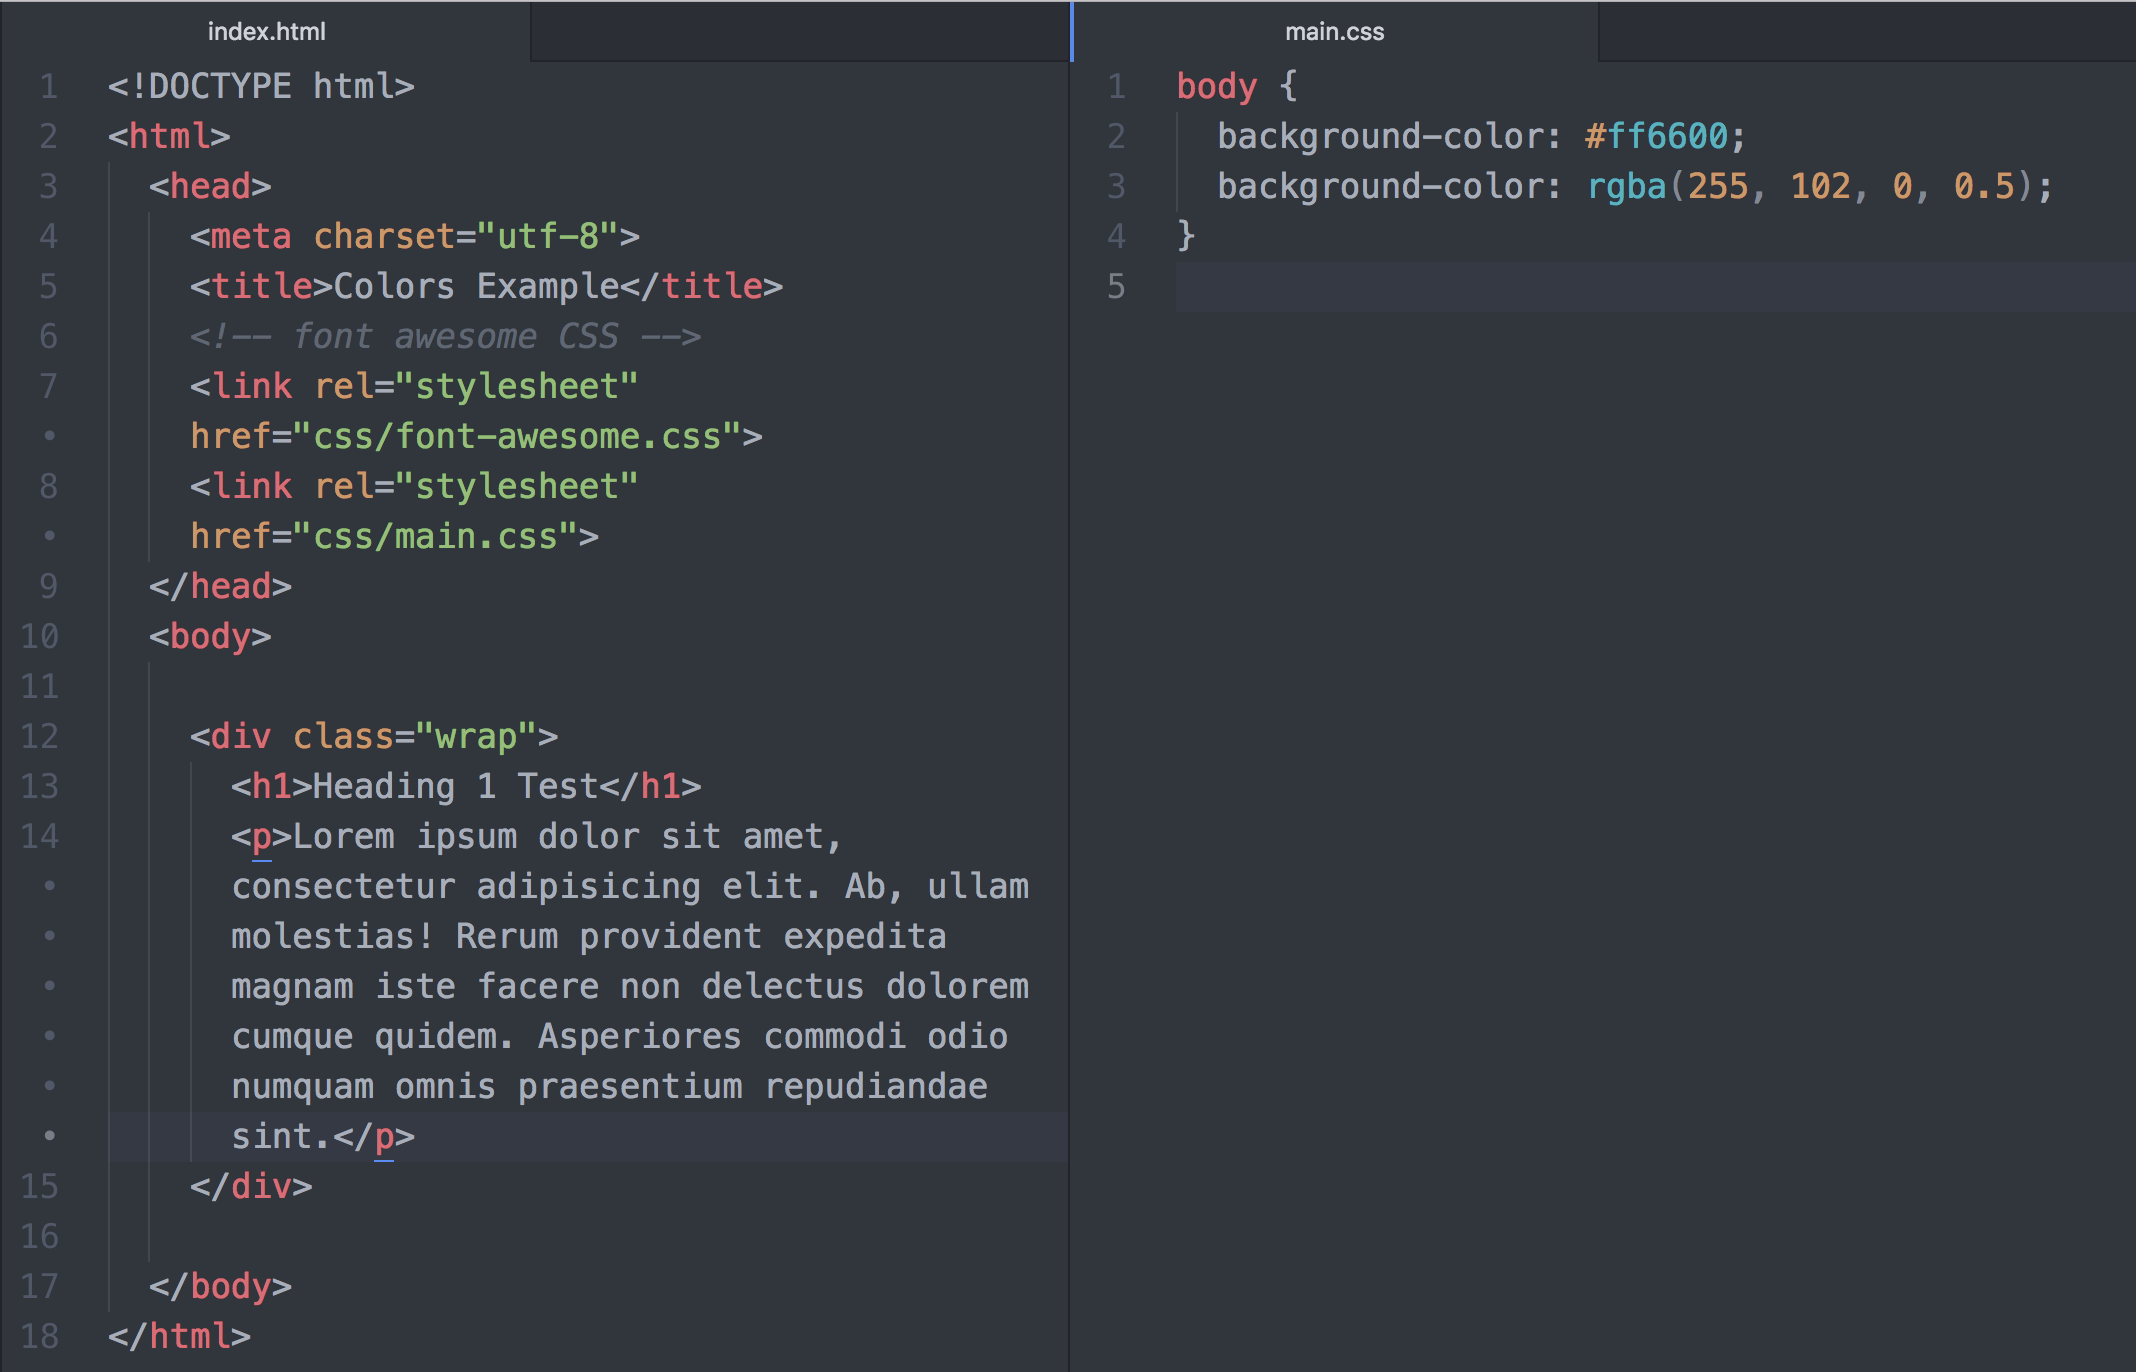 index.html
1 <!DOCTYPE html>
2 <html>
3 <head>
4 <meta charset="utf-8">
5 <title>Colors Example</title>
6 <!-- font awesome CSS -->
7 <link rel="stylesheet"
• href="css/font-awesome.css">
8 <link rel="stylesheet"
• href="css/main.css">
9 </head>
10 <body>
11
12 <div class="wrap">
13 <h1>Heading 1 Test</h1>
14 <p>Lorem ipsum dolor sit amet,
• consectetur adipisicing elit. Ab, ullam
• molestias! Rerum provident expedita
• magnam iste facere non delectus dolorem
• cumque quidem. Asperiores commodi odio
• numquam omnis praesentium repudiandae
• sint.</p>
15 </div>
16
17 </body>
18 </html>
main.css
1 body {
2 background-color: #ff6600;
3 background-color: rgba(255, 102, 0, 0.5);
4 }
5